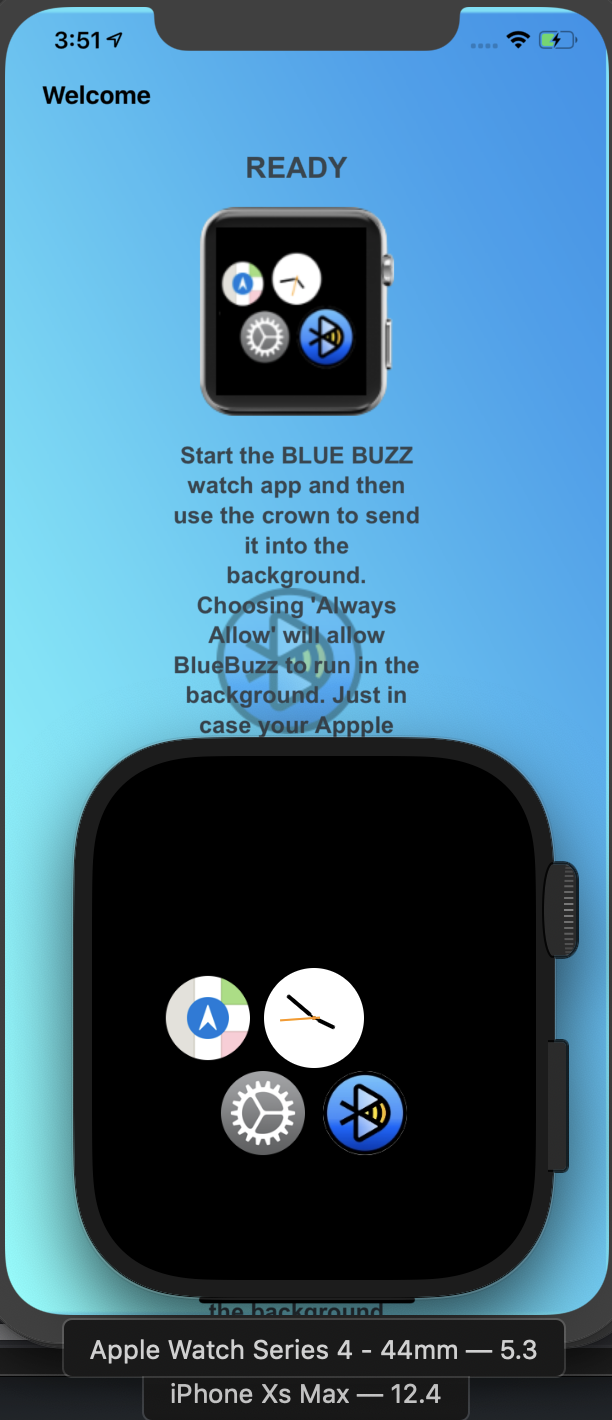 3:51
Welcome
READY
Start the BLUE BUZZ
watch app and then
use the crown to send
it into the
background.
Choosing 'Always
Allow' will allow
BlueBuzz to run in the
background. Just in
case your Appple
the background
Apple Watch Series 4 - 44mm — 5.3
iPhone Xs Max — 12.4